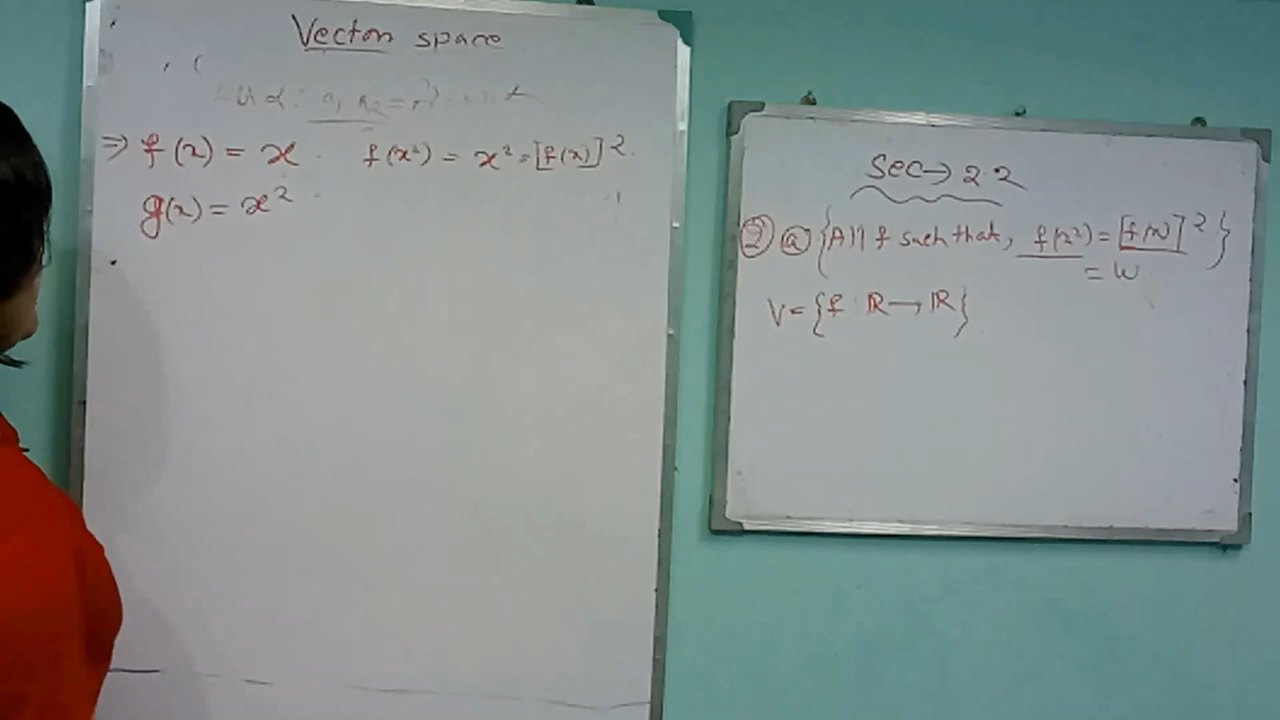 Vector space
⇒ f(x) = x. f(x²) = x² = [f(x)]².
g(x) = x²
Sec → 2 2
② ⓐ {All f such that, f(x²) = [f(x)]²}
= W
V = {f: ℝ → ℝ}